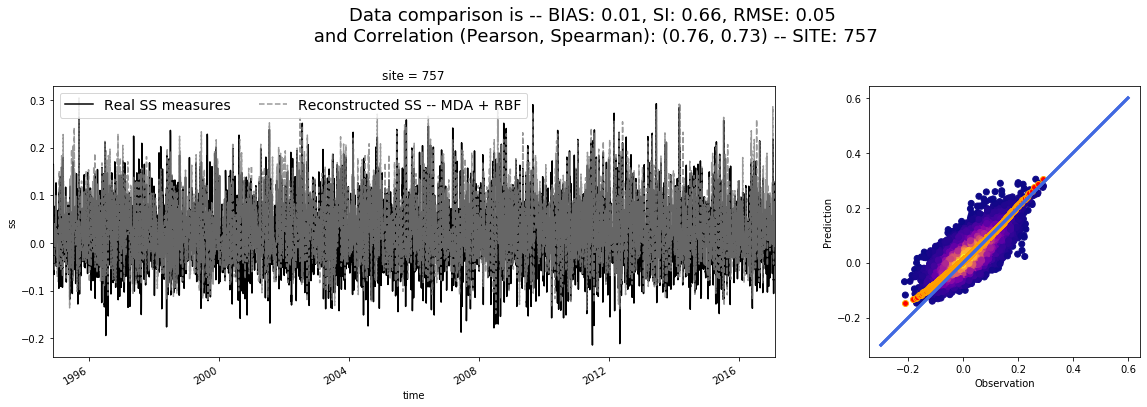 Data comparison is -- BIAS: 0.01, SI: 0.66, RMSE: 0.05
and Correlation (Pearson, Spearman): (0.76, 0.73) -- SITE: 757
site = 757
Real SS measures
Reconstructed SS -- MDA + RBF
ss
0.3
0.2
0.1
0.0
−0.1
−0.2
1996
2000
2004
2008
2012
2016
time
Prediction
0.6
0.4
0.2
0.0
−0.2
−0.2
0.0
0.2
0.4
0.6
Observation